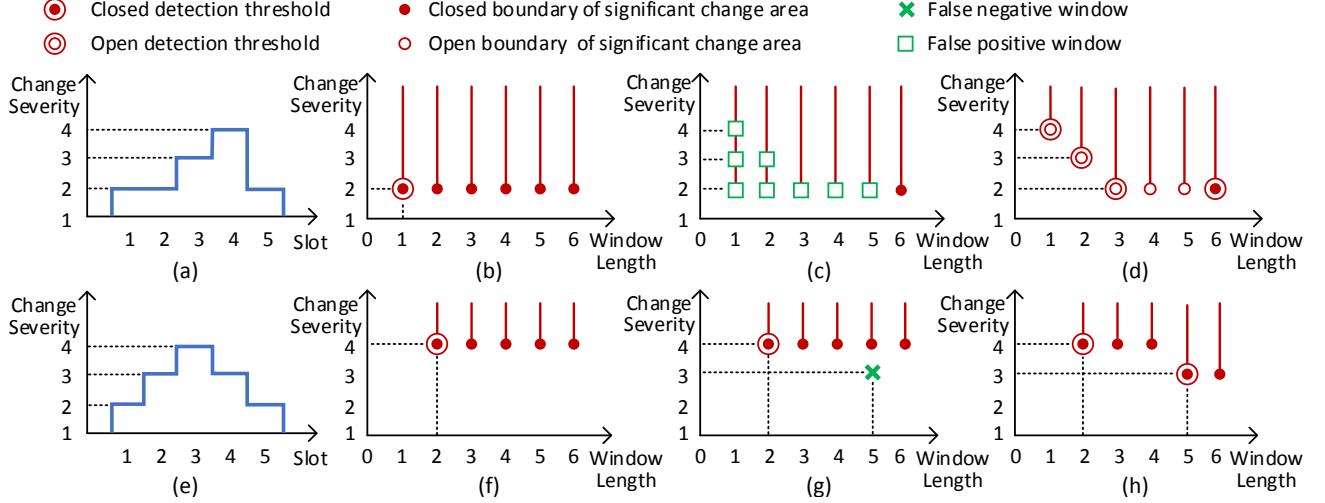 Closed detection threshold
Closed boundary of significant change area
False negative window
Open detection threshold
Open boundary of significant change area
False positive window
Change Severity
4
3
2
1
1 2 3 4 5 Slot
(a)
Change Severity
4
3
2
1
0 1 2 3 4 5 6 Window Length
(b)
Change Severity
4
3
2
1
0 1 2 3 4 5 6 Window Length
(c)
Change Severity
4
3
2
1
0 1 2 3 4 5 6 Window Length
(d)
Change Severity
4
3
2
1
1 2 3 4 5 Slot
(e)
Change Severity
4
3
2
1
0 1 2 3 4 5 6 Window Length
(f)
Change Severity
4
3
2
1
0 1 2 3 4 5 6 Window Length
(g)
Change Severity
4
3
2
1
0 1 2 3 4 5 6 Window Length
(h)